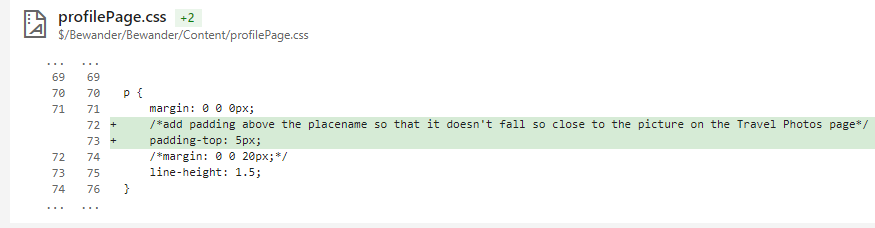 profilePage.css +2
$/Bewander/Bewander/Content/profilePage.css
... ...
69 69
70 70 p {
71 71 margin: 0 0 0px;
72 + /*add padding above the placename so that it doesn't fall so close to the picture on the Travel Photos page*/
73 + padding-top: 5px;
72 74 /*margin: 0 0 20px;*/
73 75 line-height: 1.5;
74 76 }
... ...